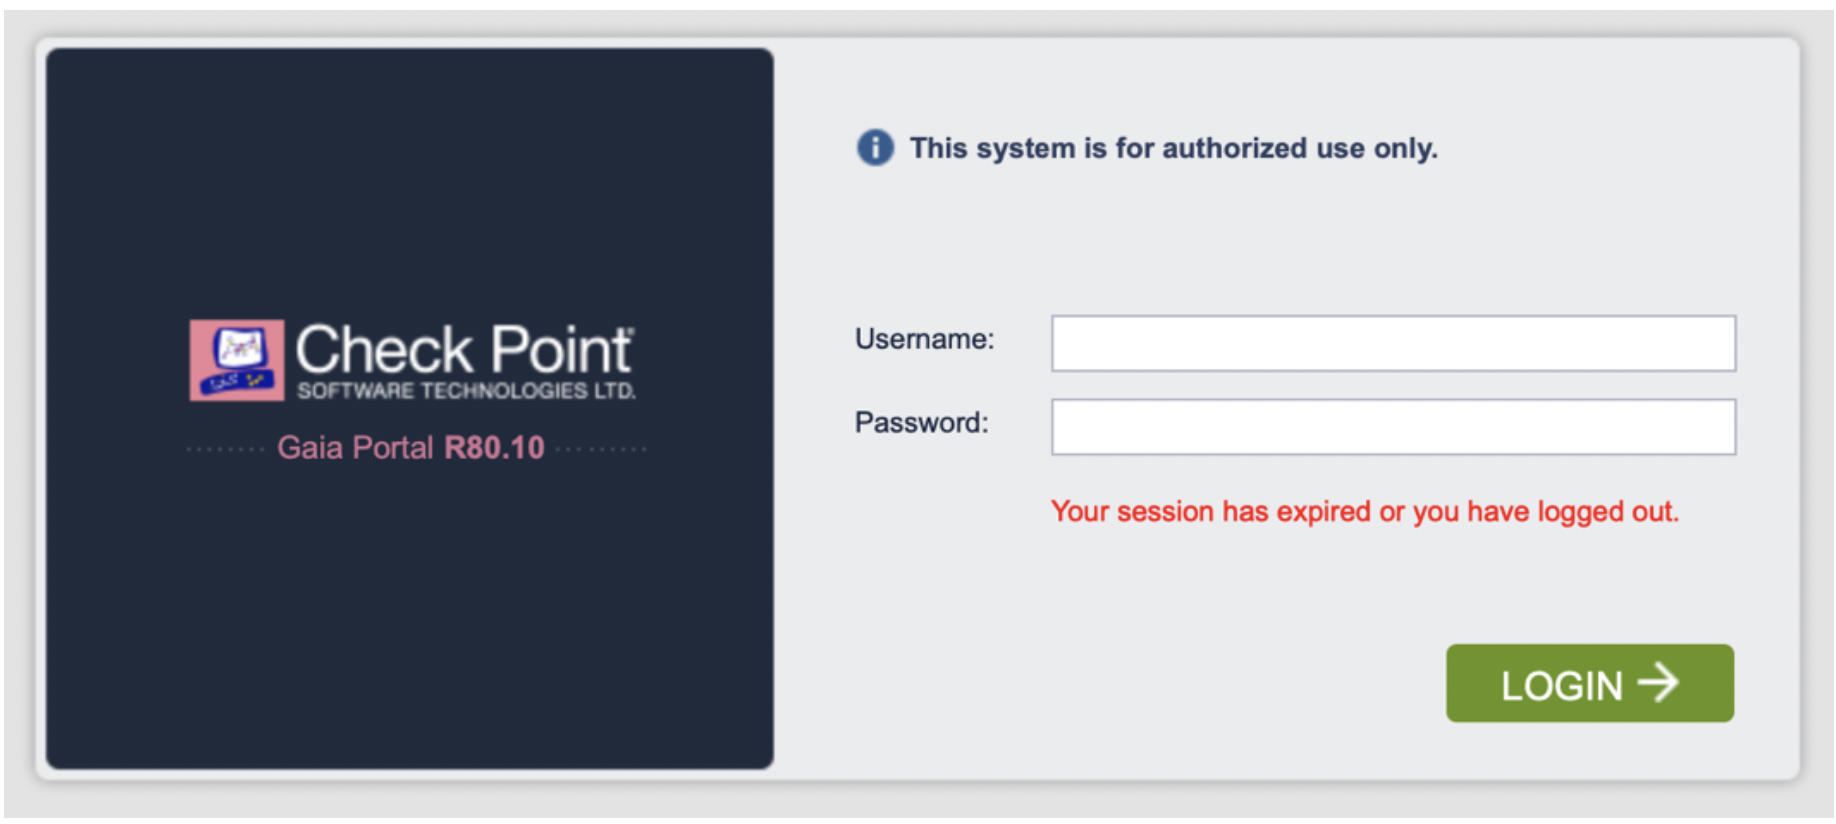 This system is for authorized use only.
Check Point
SOFTWARE TECHNOLOGIES LTD.
Gaia Portal R80.10
Username:
Password:
Your session has expired or you have logged out.
LOGIN